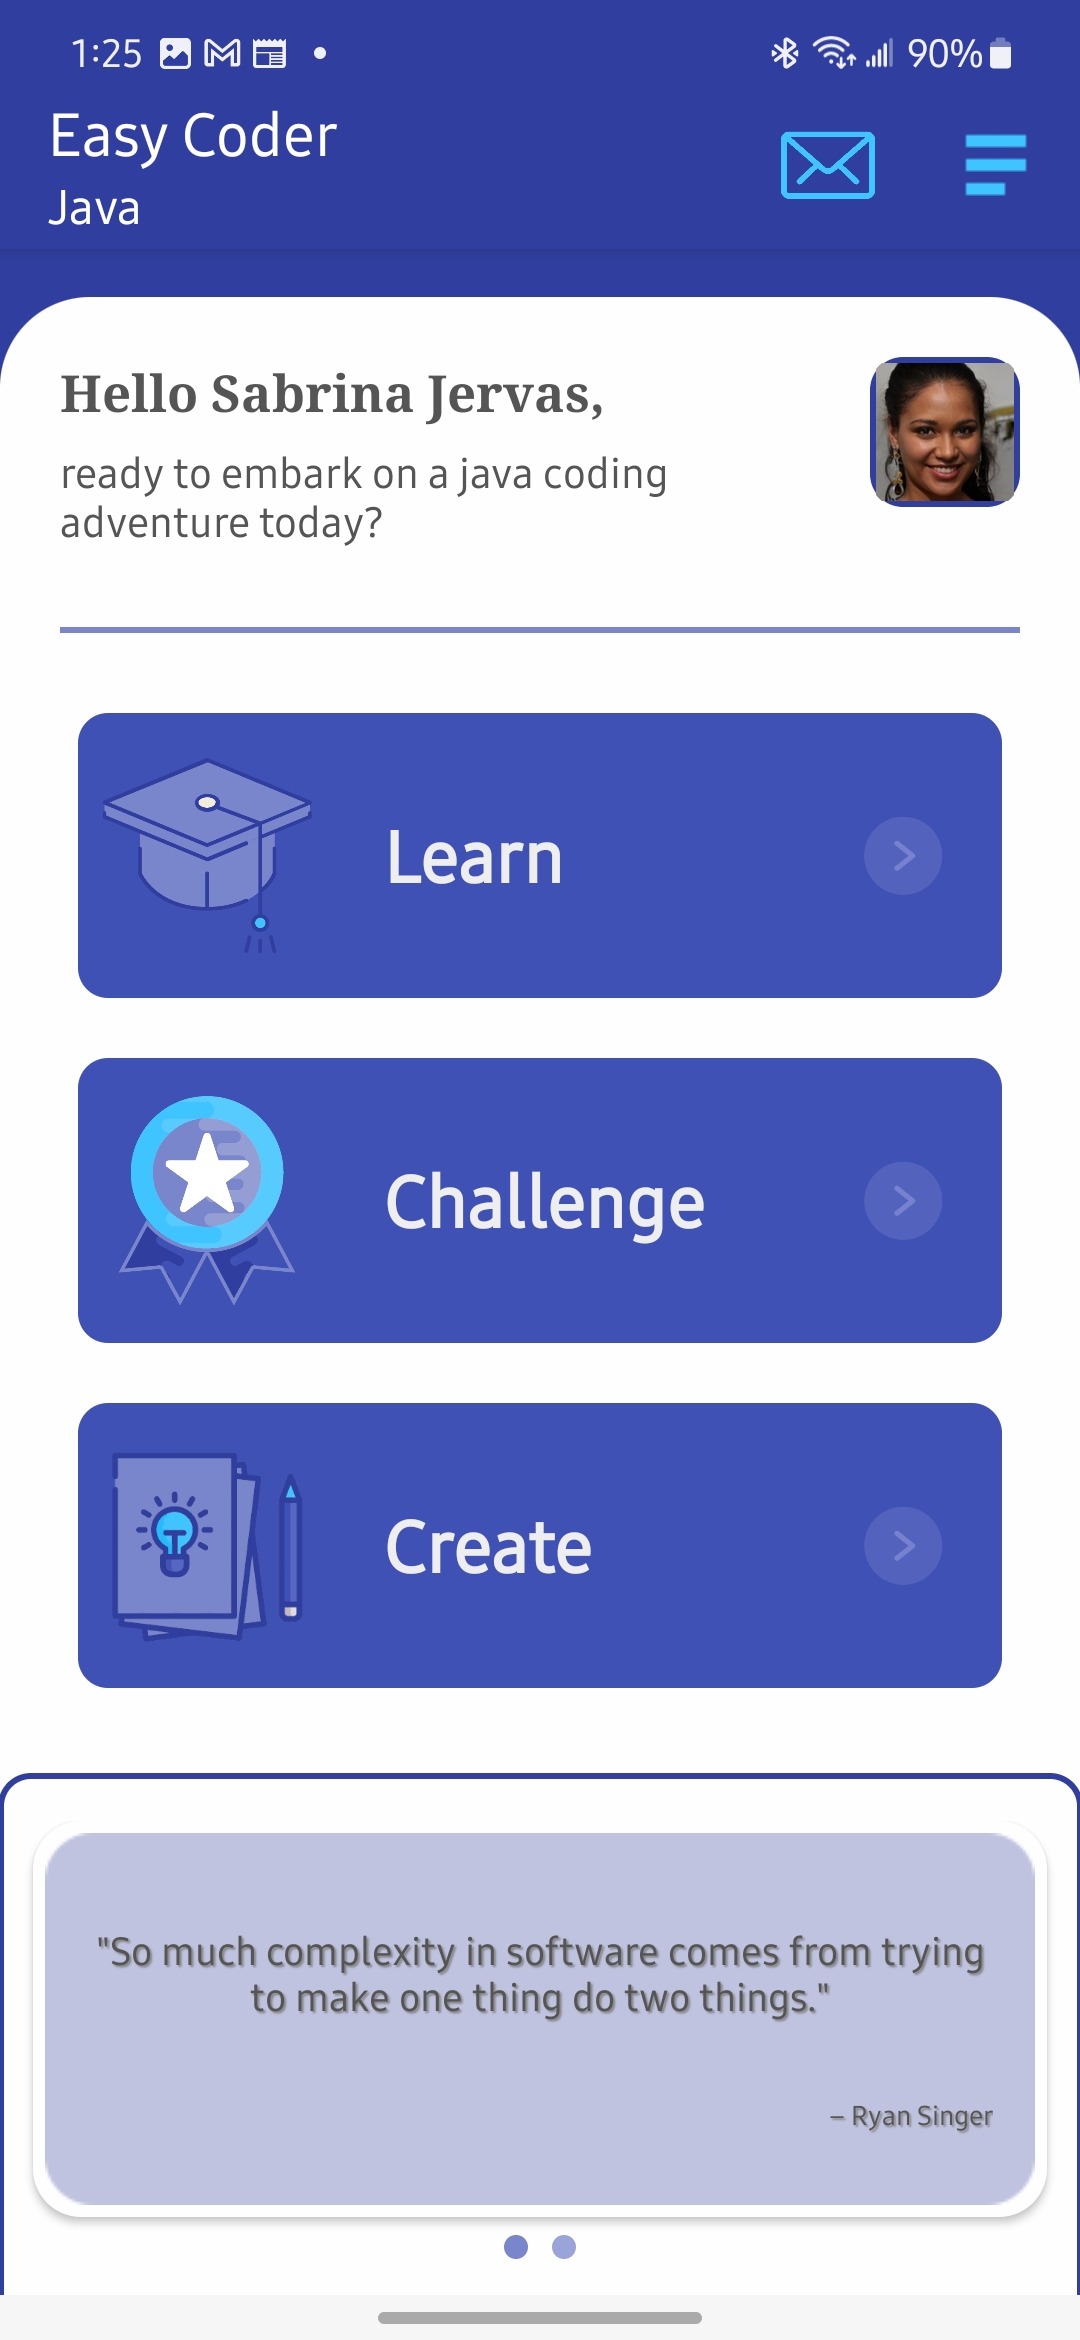 1:25
90%
Easy Coder
Java
Hello Sabrina Jervas,
ready to embark on a java coding
adventure today?
Learn
Challenge
Create
"So much complexity in software comes from trying
to make one thing do two things."
– Ryan Singer